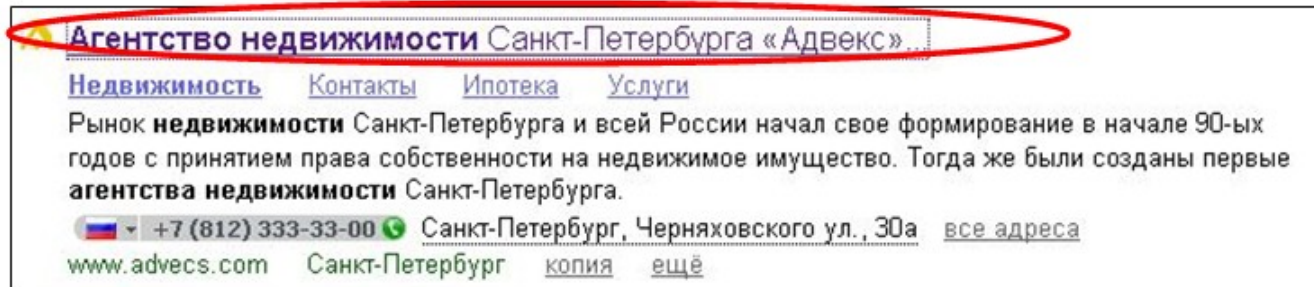 Агентство недвижимости Санкт-Петербурга «Адвекс»...
Недвижимость Контакты Ипотека Услуги
Рынок недвижимости Санкт-Петербурга и всей России начал свое формирование в начале 90-ых
годов с принятием права собственности на недвижимое имущество. Тогда же были созданы первые
агентства недвижимости Санкт-Петербурга.
+7 (812) 333-33-00 Санкт-Петербург, Черняховского ул., 30а все адреса
www.advecs.com Санкт-Петербург копия ещё